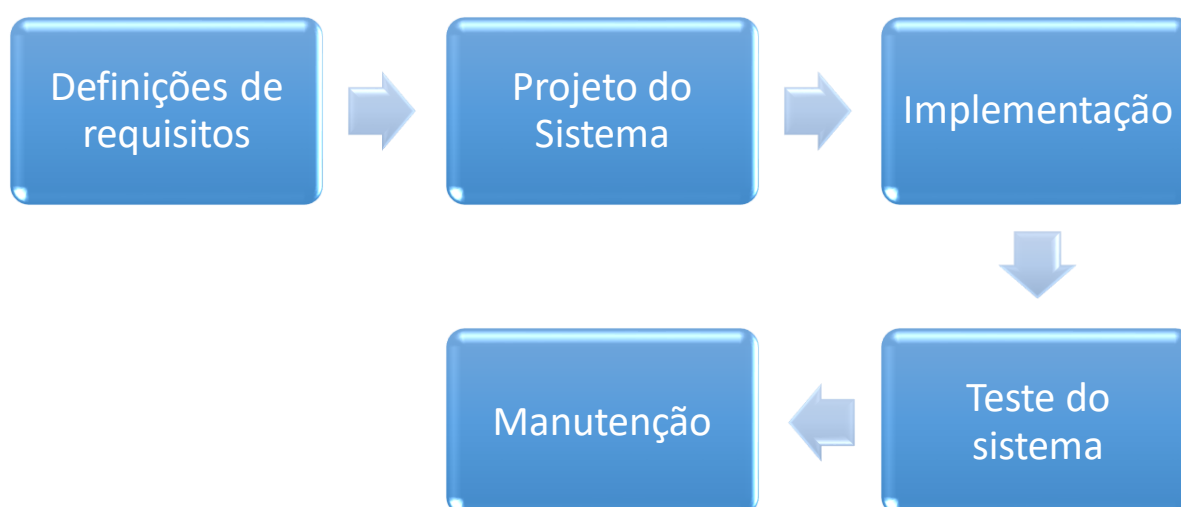 Definições de
requisitos
Projeto do
Sistema
Implementação
Teste do
sistema
Manutenção